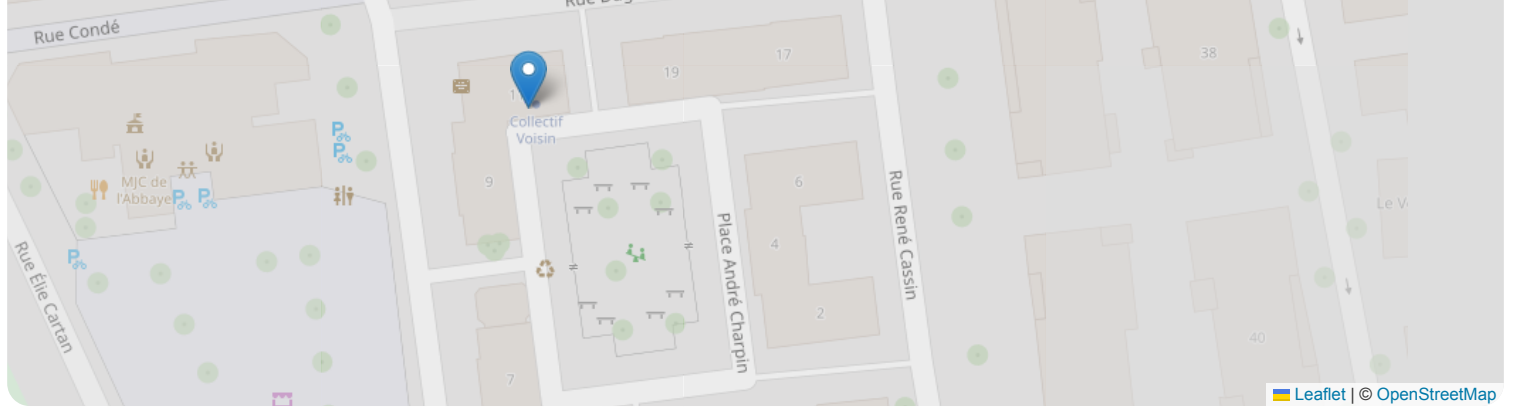 Rue Condé
17
38
19
Collectif
Voisin
9
6
MJC de
l'Abbaye
Rue René Cassin
Place André Charpin
4
Rue Élie Cartan
2
40
7
Leaflet | © OpenStreetMap